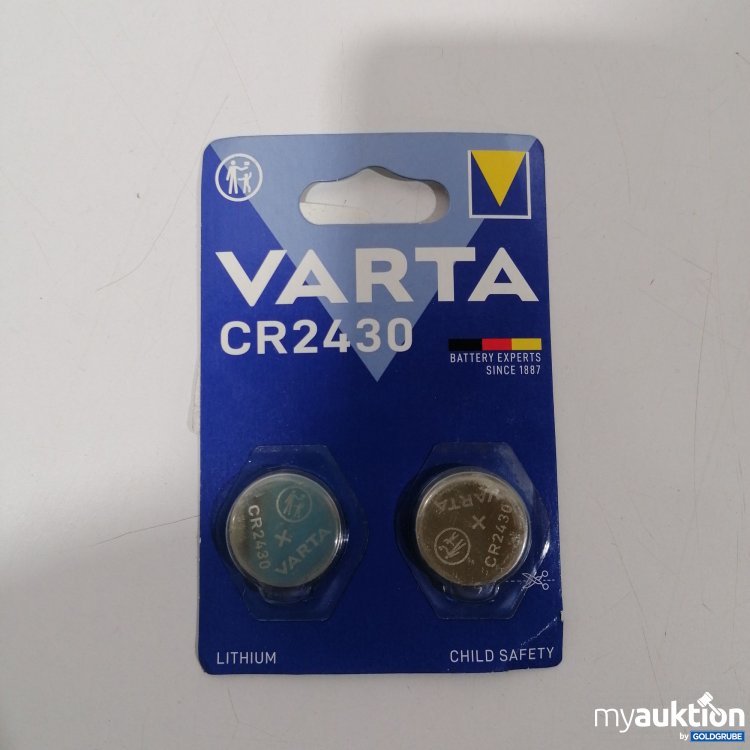 VARTA
CR2430
BATTERY EXPERTS
SINCE 1887
CR2430
+
VARTA
VARTA
+
CR2430
LITHIUM
CHILD SAFETY
myauktion
by GOLDGRUBE